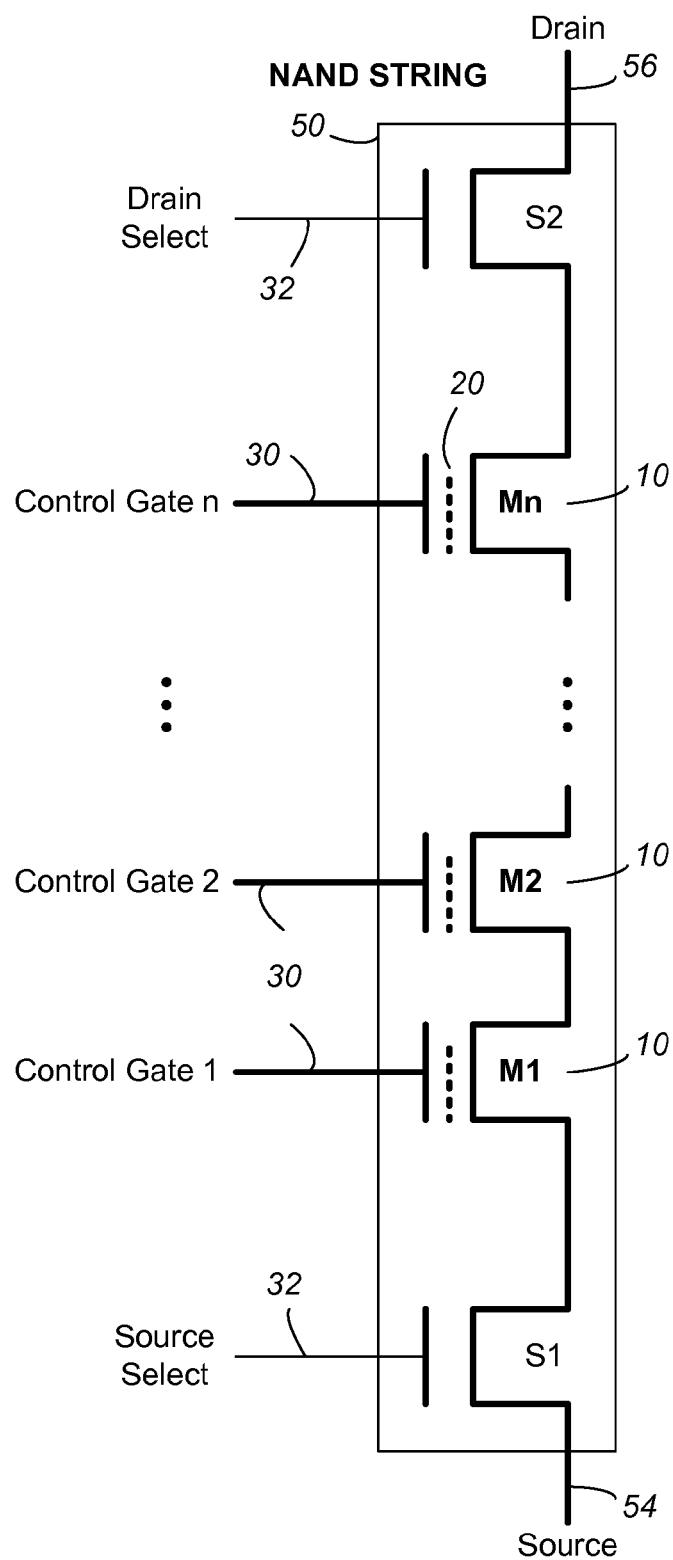 Drain
56
NAND STRING
50
Drain
Select
S2
32
20
30
10
Control Gate n
Mn
10
Control Gate 2
M2
30
10
Control Gate 1
M1
32
Source
Select
S1
54
Source